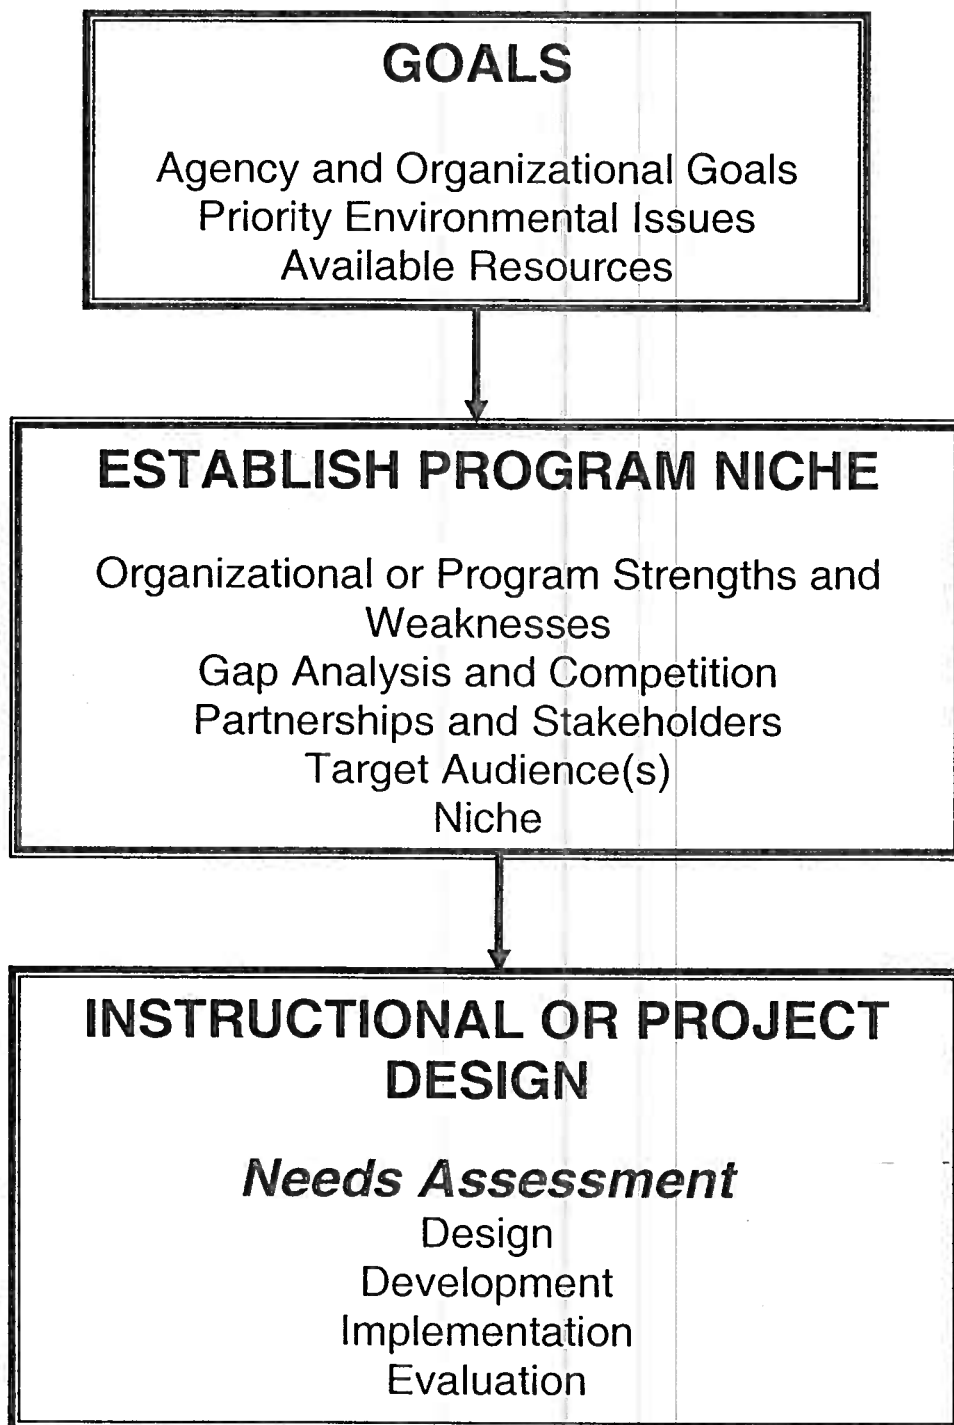 GOALS
Agency and Organizational Goals
Priority Environmental Issues
Available Resources
ESTABLISH PROGRAM NICHE
Organizational or Program Strengths and
Weaknesses
Gap Analysis and Competition
Partnerships and Stakeholders
Target Audience(s)
Niche
INSTRUCTIONAL OR PROJECT
DESIGN
Needs Assessment
Design
Development
Implementation
Evaluation